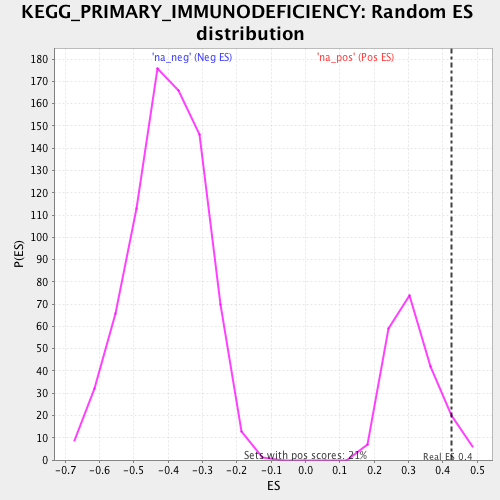 KEGG_PRIMARY_IMMUNODEFICIENCY: Random ES
distribution
'na_neg' (Neg ES)
'na_pos' (Pos ES)
180
170
160
150
140
130
120
110
100
90
80
70
60
50
40
30
20
10
0
P(ES)
Sets with pos scores: 21%
Real ES 0.4
-0.7 -0.6 -0.5 -0.4 -0.3 -0.2 -0.1 0.0 0.1 0.2 0.3 0.4 0.5
ES